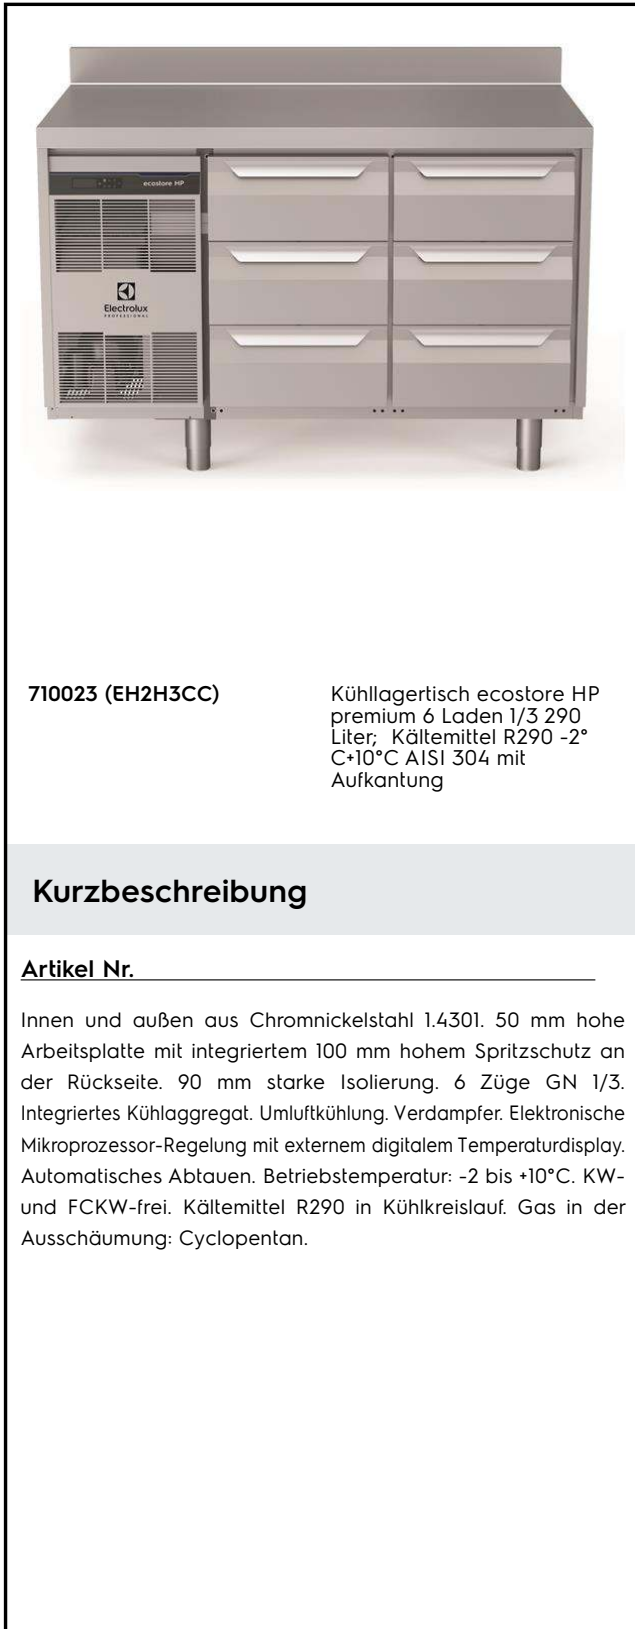 ecostore HP
Electrolux
PROFESSIONAL
710023 (EH2H3CC)
Kühllagertisch ecostore HP
premium 6 Laden 1/3 290
Liter;  Kältemittel R290 -2°
C+10°C AISI 304 mit
Aufkantung
Kurzbeschreibung
Artikel Nr.
Innen und außen aus Chromnickelstahl 1.4301. 50 mm hohe
Arbeitsplatte mit integriertem 100 mm hohem Spritzschutz an
der Rückseite. 90 mm starke Isolierung. 6 Züge GN 1/3.
Integriertes Kühlaggregat. Umluftkühlung. Verdampfer. Elektronische
Mikroprozessor-Regelung mit externem digitalem Temperaturdisplay.
Automatisches Abtauen. Betriebstemperatur: -2 bis +10°C. KW-
und FCKW-frei. Kältemittel R290 in Kühlkreislauf. Gas in der
Ausschäumung: Cyclopentan.